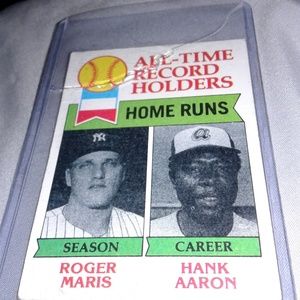 ALL-TIME
RECORD
HOLDERS
HOME RUNS
SEASON
CAREER
ROGER
MARIS
HANK
AARON